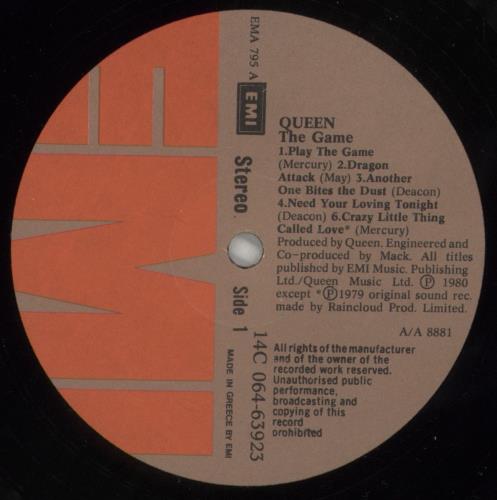 EMA 795 A
EMI
Stereo.
Side 1
14C 064-63923
MADE IN GREECE BY EMI
QUEEN
The Game
1.Play The Game
(Mercury) 2.Dragon
Attack (May) 3.Another
One Bites the Dust (Deacon)
4.Need Your Loving Tonight
(Deacon) 6.Crazy Little Thing
Called Love* (Mercury)
Produced by Queen. Engineered and
Co-produced by Mack. All titles
published by EMI Music. Publishing
Ltd./Queen Music Ltd. Ⓟ 1980
except *Ⓟ1979 original sound rec.
made by Raincloud Prod. Limited.
A/A 8881
All rights of the manufacturer
and of the owner of the
recorded work reserved.
Unauthorised public
performance,
broadcasting and
copying of this
record
prohibited
EMI